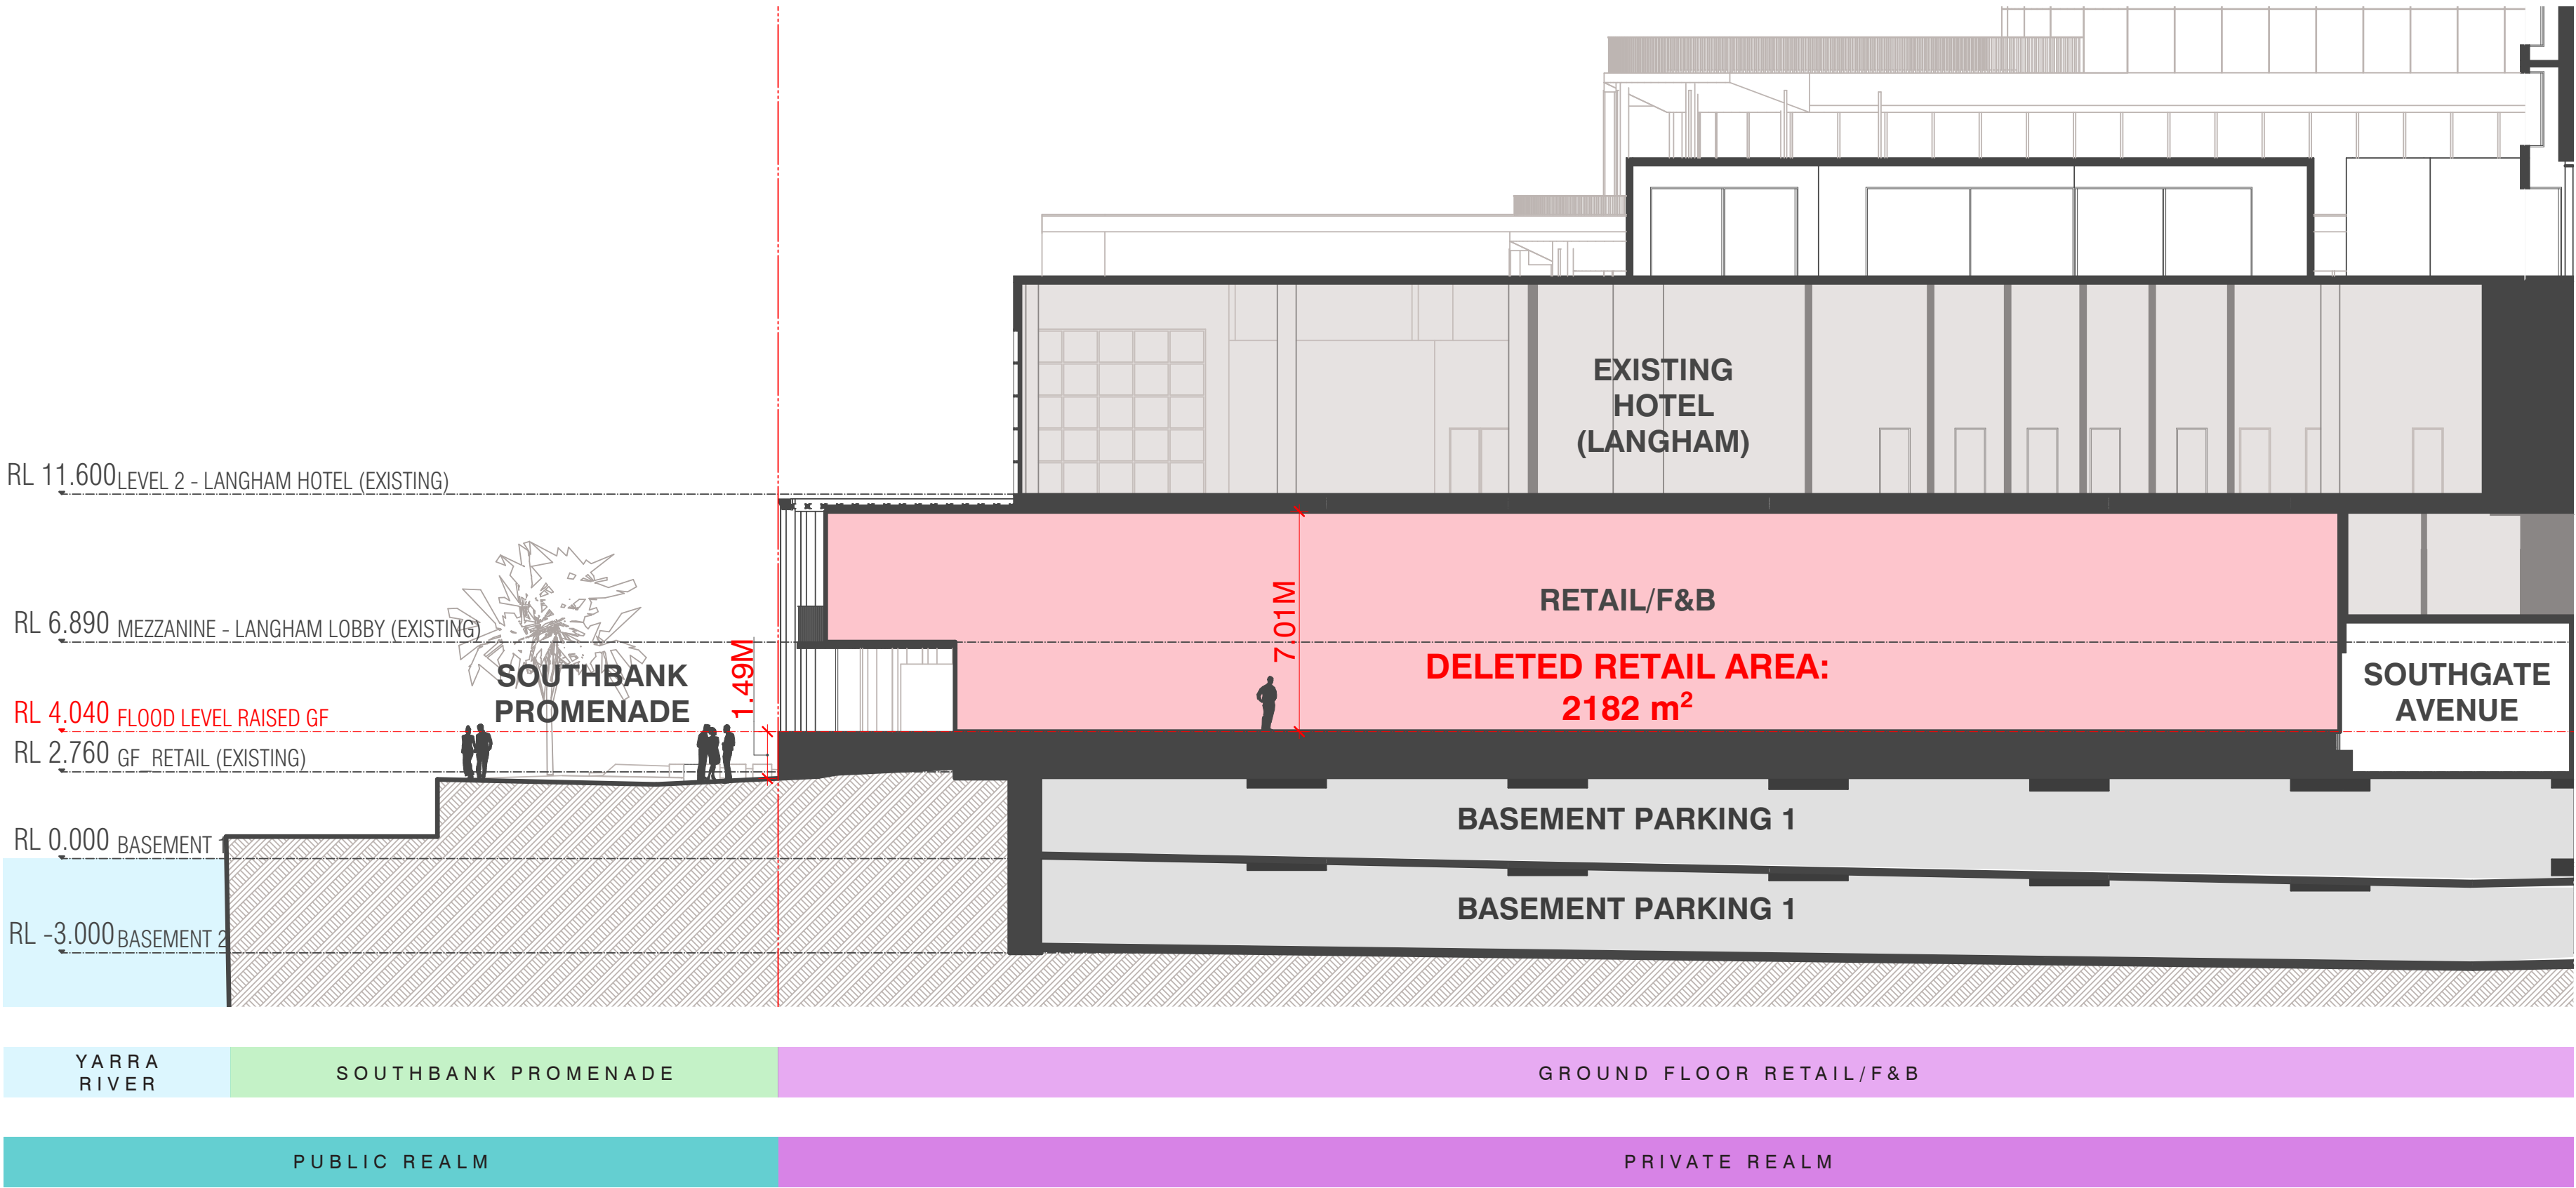 EXISTING
HOTEL
(LANGHAM)
RL 11.600 LEVEL 2 - LANGHAM HOTEL (EXISTING)
RETAIL/F&B
7.01M
RL 6.890 MEZZANINE - LANGHAM LOBBY (EXISTING)
DELETED RETAIL AREA:
2182 m²
SOUTHBANK
PROMENADE
1.49M
SOUTHGATE
AVENUE
RL 4.040 FLOOD LEVEL RAISED GF
RL 2.760 GF_RETAIL (EXISTING)
BASEMENT PARKING 1
RL 0.000 BASEMENT 1
BASEMENT PARKING 1
RL -3.000 BASEMENT 2
YARRA
RIVER
SOUTHBANK PROMENADE
GROUND FLOOR RETAIL/F&B
PUBLIC REALM
PRIVATE REALM